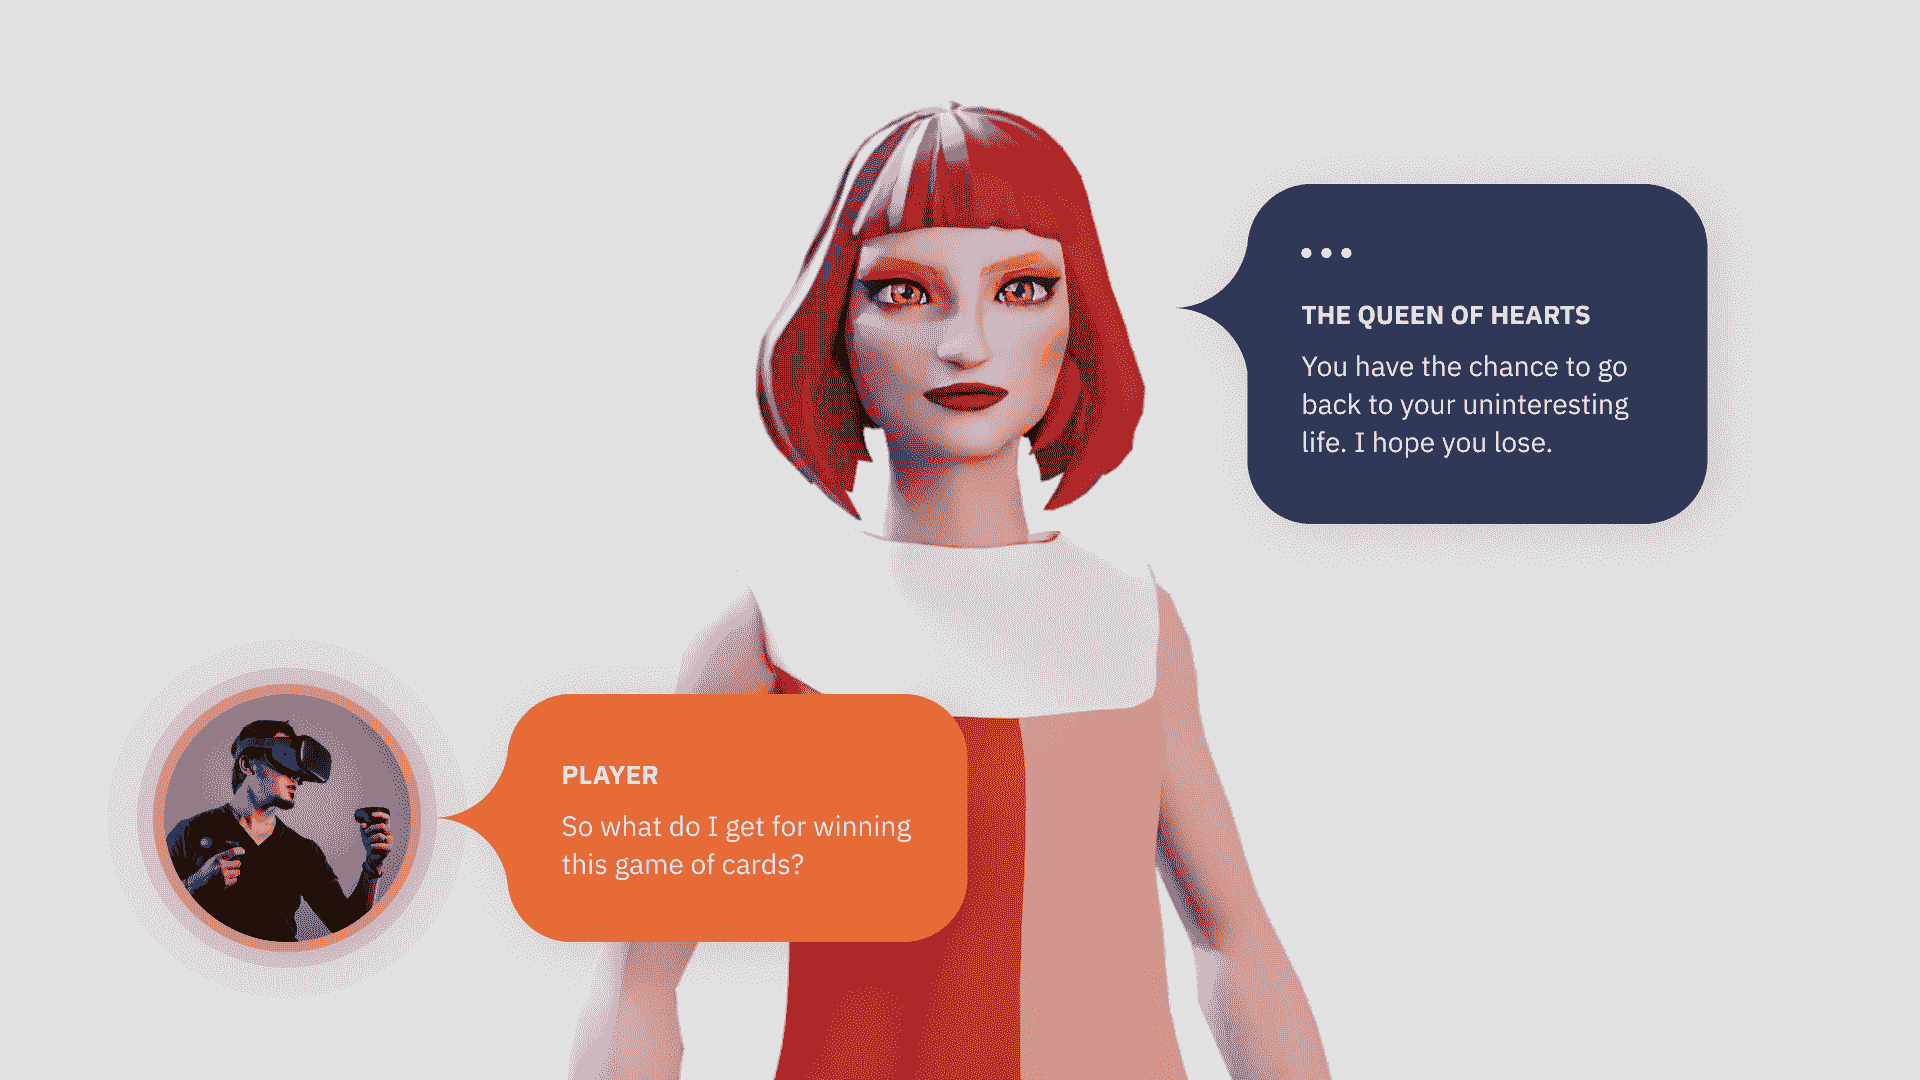 THE QUEEN OF HEARTS
You have the chance to go
back to your uninteresting
life. I hope you lose.
PLAYER
So what do I get for winning
this game of cards?